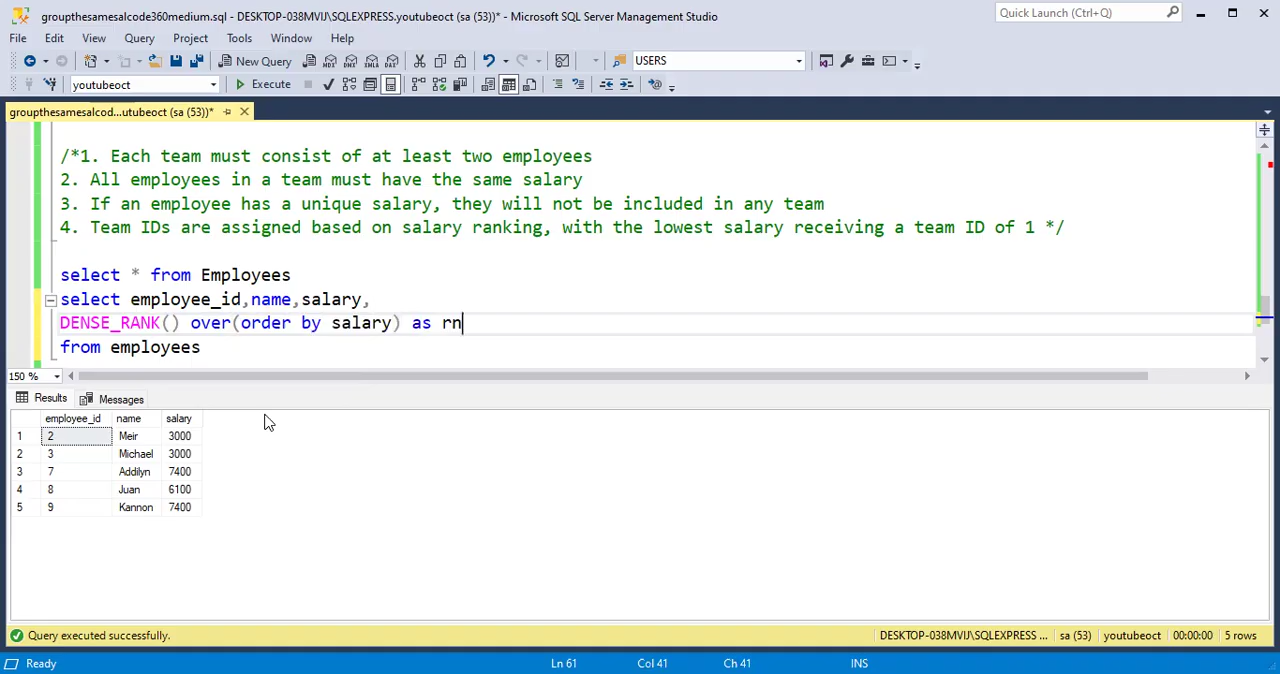 groupthesamesalcode360medium.sql - DESKTOP-038MVIJ\SQLEXPRESS.youtubeoct (sa (53))* - Microsoft SQL Server Management Studio
Quick Launch (Ctrl+Q)
File Edit View Query Project Tools Window Help
New Query
USERS
youtubeoct
Execute
groupthesamesalcod...utubeoct (sa (53))*
/*1. Each team must consist of at least two employees
2. All employees in a team must have the same salary
3. If an employee has a unique salary, they will not be included in any team
4. Team IDs are assigned based on salary ranking, with the lowest salary receiving a team ID of 1 */
select * from Employees
select employee_id,name,salary,
DENSE_RANK() over(order by salary) as rn
from employees
150 %
Results Messages
employee_id name salary
1 2 Meir 3000
2 3 Michael 3000
3 7 Addilyn 7400
4 8 Juan 6100
5 9 Kannon 7400
Query executed successfully.
DESKTOP-038MVIJ\SQLEXPRESS ... sa (53) youtubeoct 00:00:00 5 rows
Ready Ln 61 Col 41 Ch 41 INS